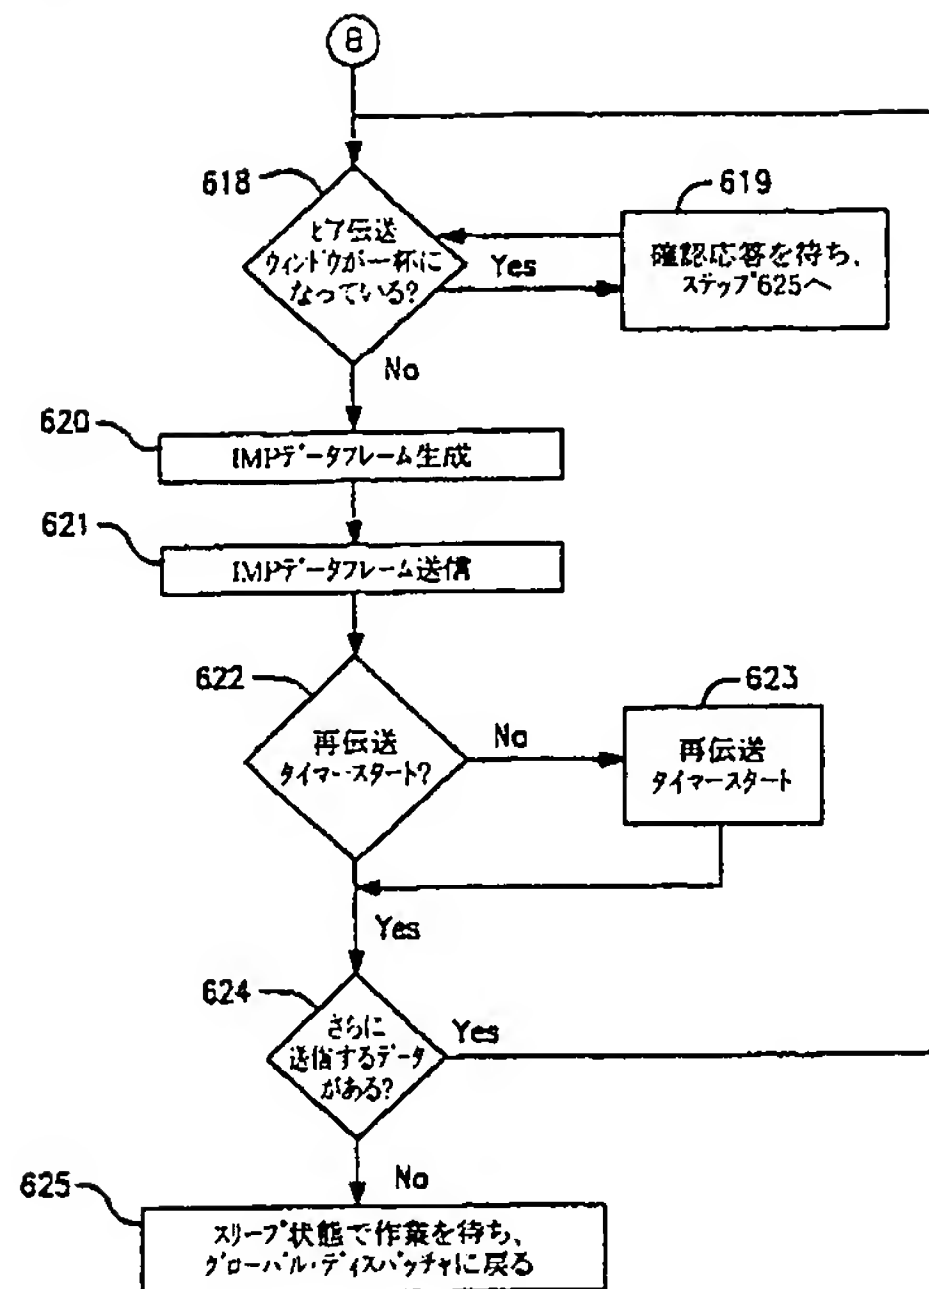 B
618
ピア伝送
ウィンドウが一杯に
なっている?
Yes
619
確認応答を待ち、
ステップ625へ
No
620
IMPデータフレーム生成
621
IMPデータフレーム送信
622
再伝送
タイマー・スタート?
No
623
再伝送
タイマースタート
Yes
624
さらに
送信するデータ
がある?
Yes
No
625
スリープ状態で作業を待ち、
グローバル・ディスパッチャに戻る